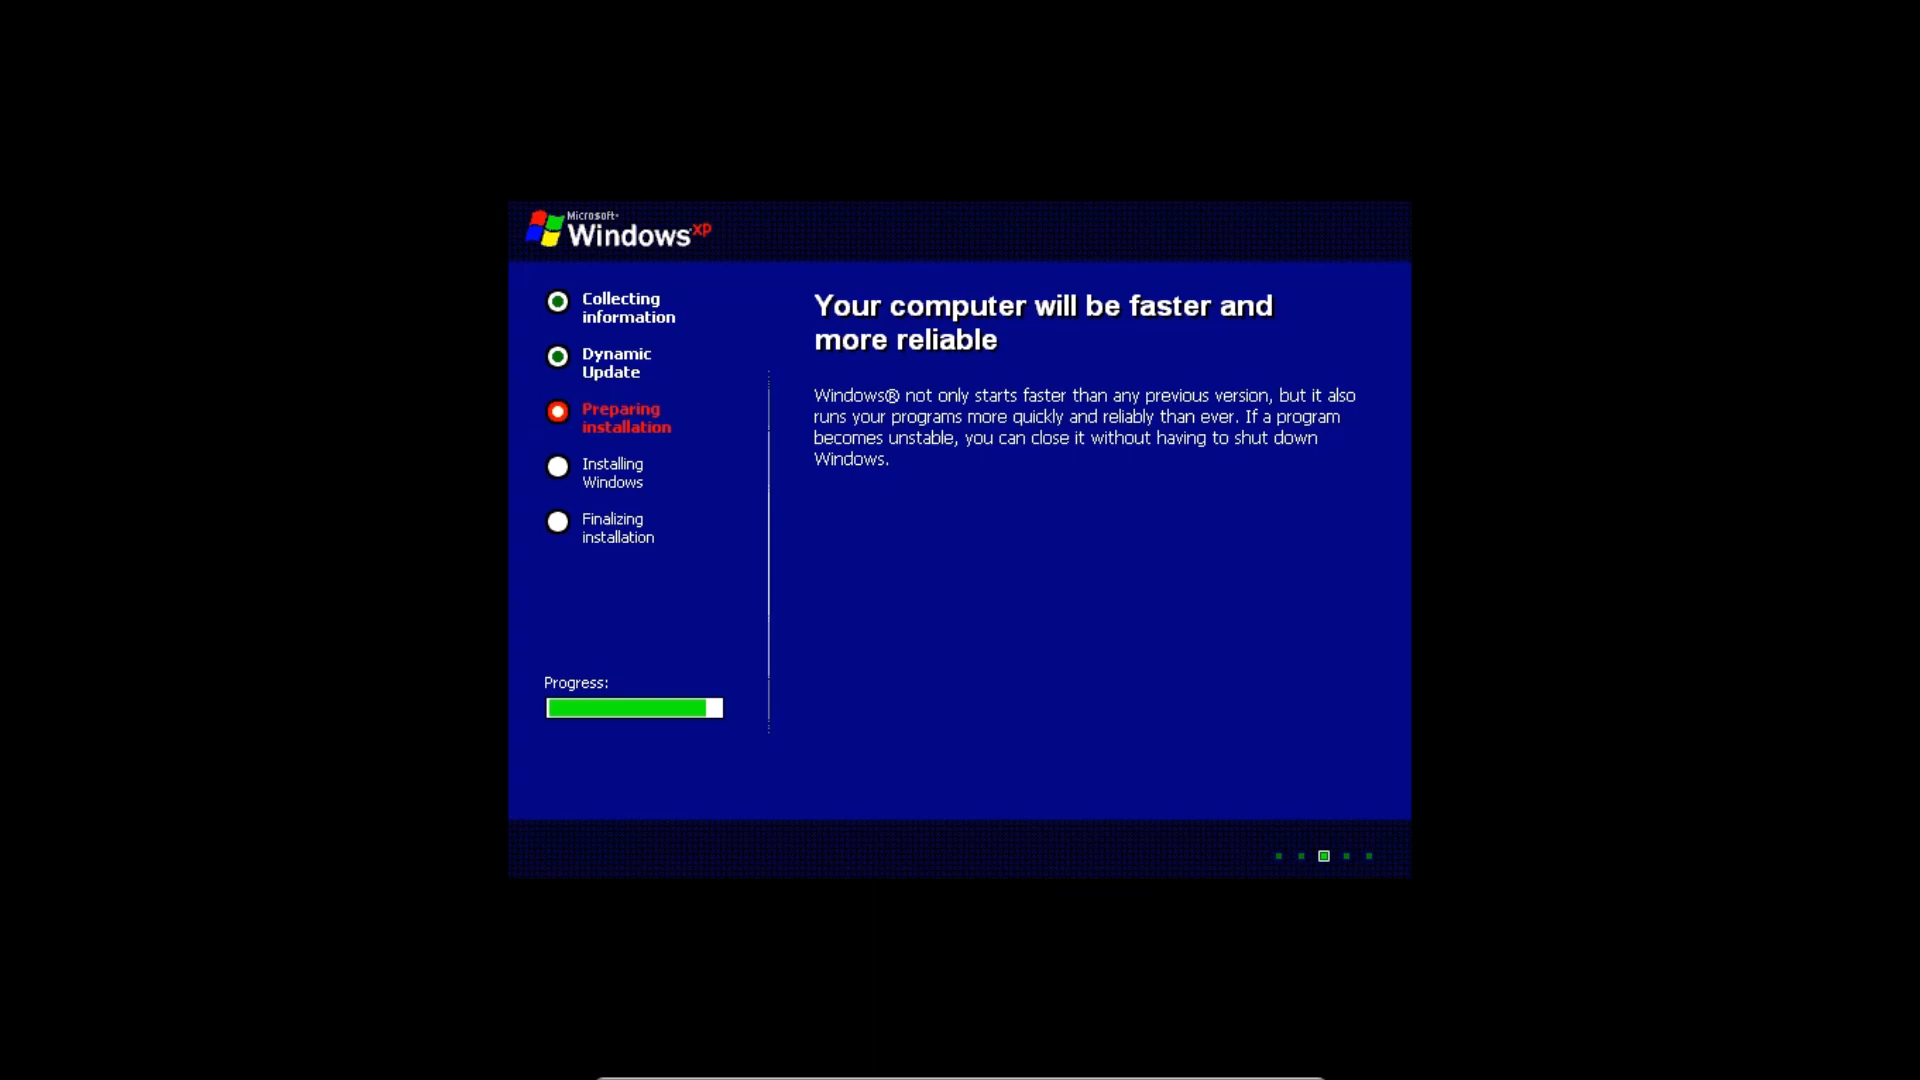 Microsoft
Windows xp
Collecting
information
Dynamic
Update
Preparing
installation
Installing
Windows
Finalizing
installation
Progress:
Your computer will be faster and
more reliable
Windows® not only starts faster than any previous version, but it also
runs your programs more quickly and reliably than ever. If a program
becomes unstable, you can close it without having to shut down
Windows.